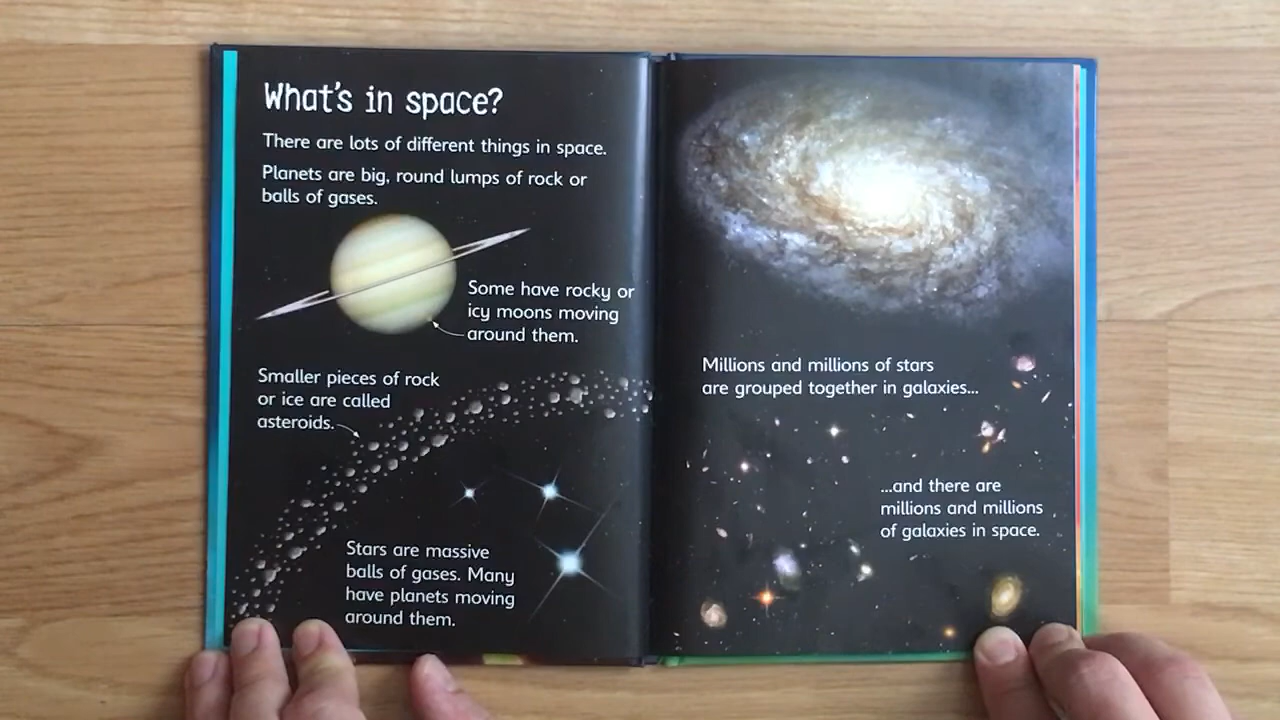 What's in space?
There are lots of different things in space.
Planets are big, round lumps of rock or
balls of gases.
Some have rocky or
icy moons moving
around them.
Smaller pieces of rock
or ice are called
asteroids.
Stars are massive
balls of gases. Many
have planets moving
around them.
Millions and millions of stars
are grouped together in galaxies...
...and there are
millions and millions
of galaxies in space.